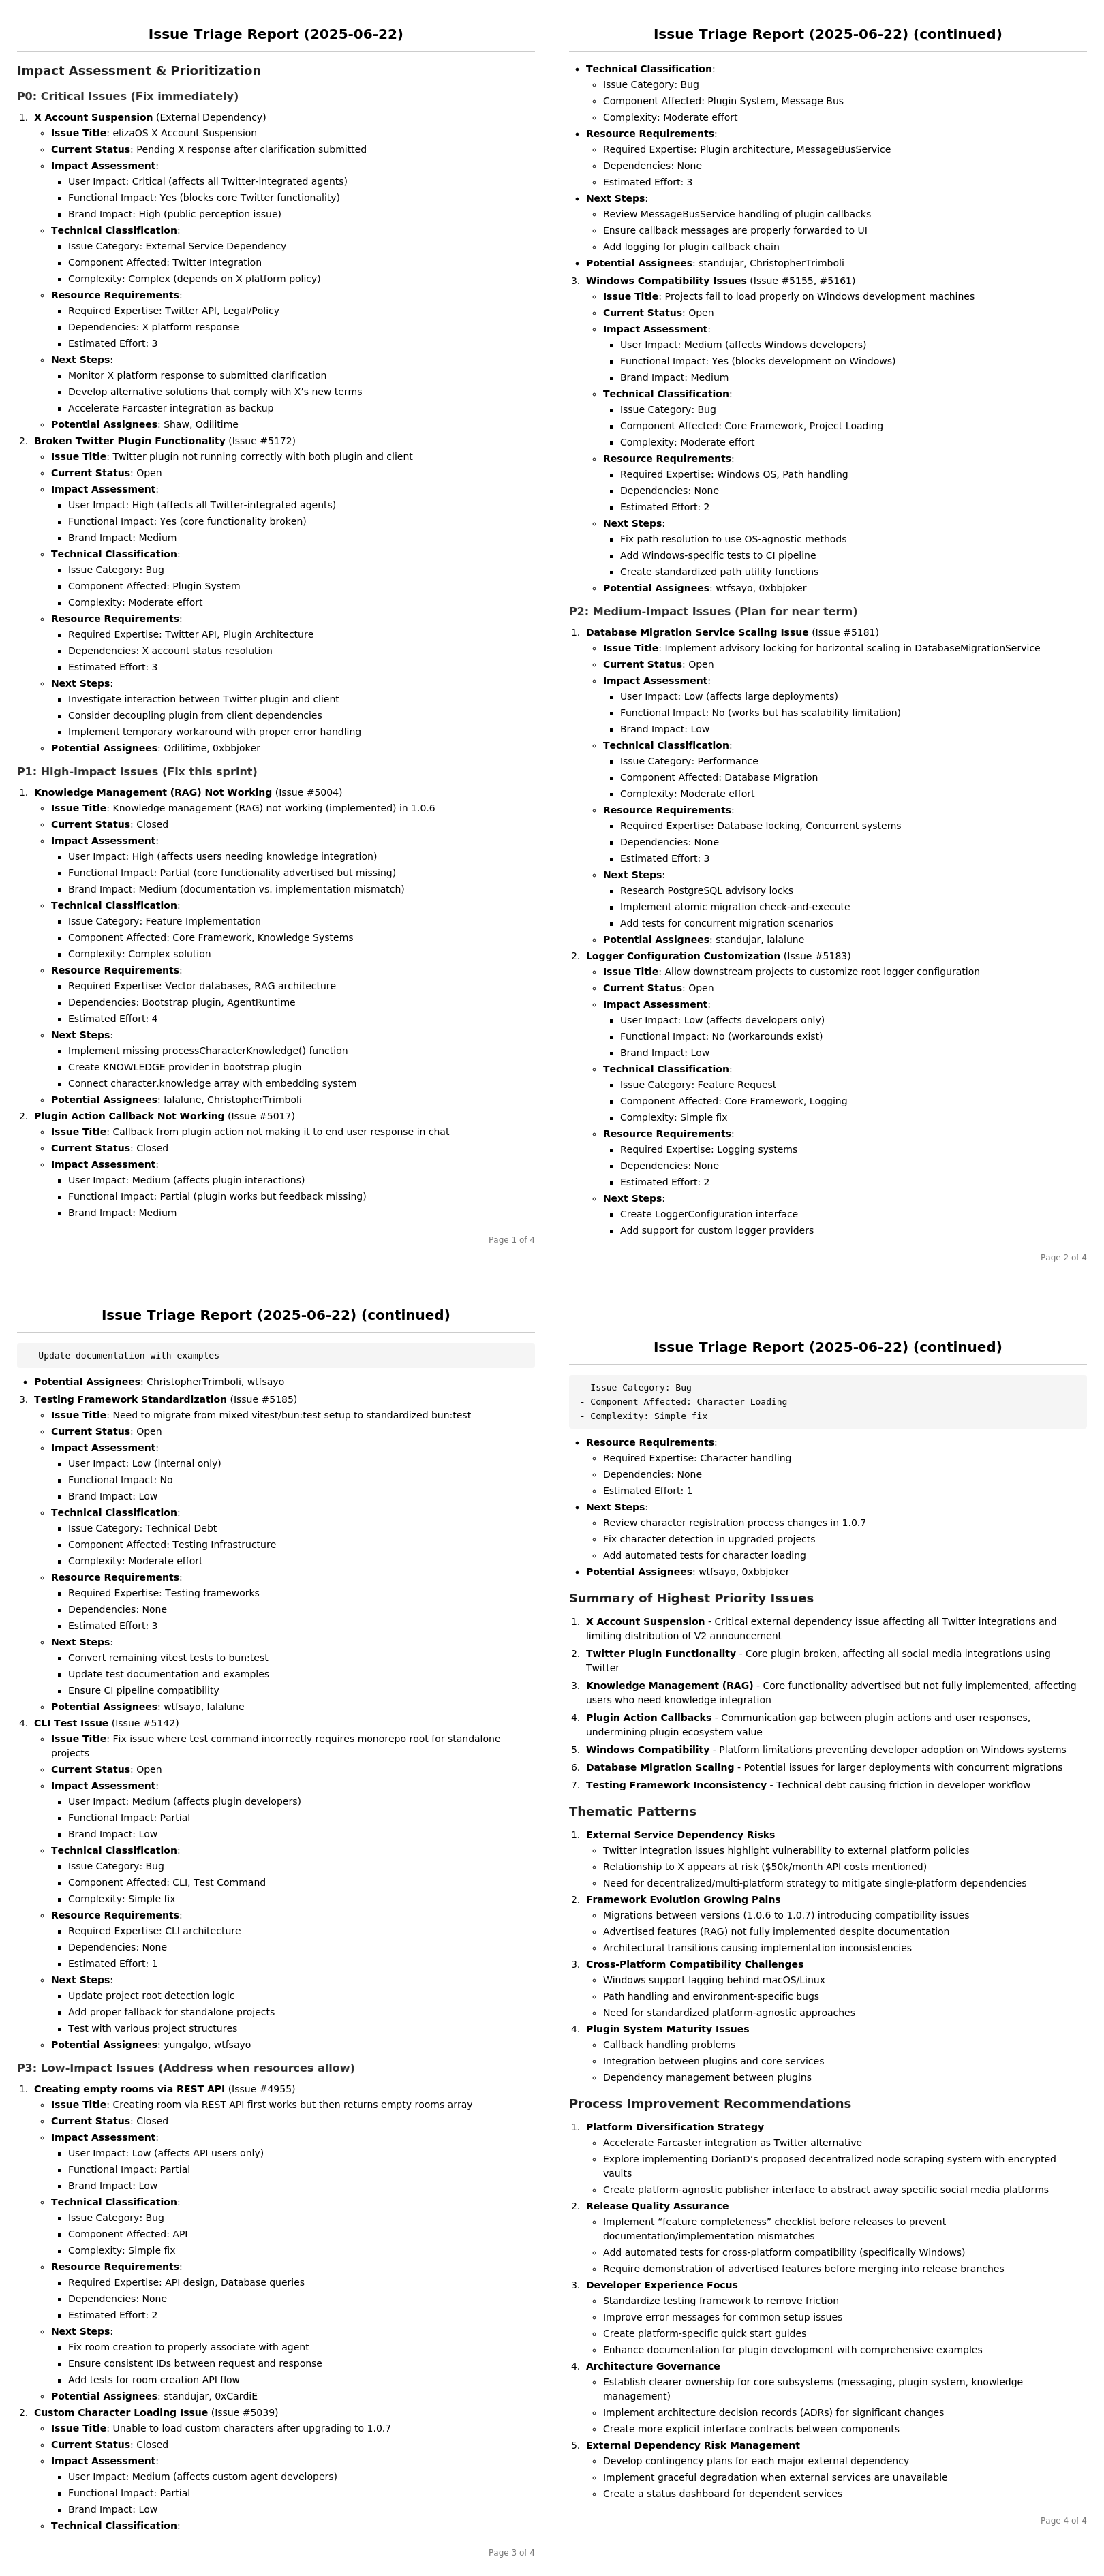 Issue Triage Report (2025-06-22)
Impact Assessment & Prioritization
P0: Critical Issues (Fix immediately)
1. X Account Suspension (External Dependency)
◦ Issue Title: elizaOS X Account Suspension
◦ Current Status: Pending X response after clarification submitted
◦ Impact Assessment:
▪ User Impact: Critical (affects all Twitter-integrated agents)
▪ Functional Impact: Yes (blocks core Twitter functionality)
▪ Brand Impact: High (public perception issue)
◦ Technical Classification:
▪ Issue Category: External Service Dependency
▪ Component Affected: Twitter Integration
▪ Complexity: Complex (depends on X platform policy)
◦ Resource Requirements:
▪ Required Expertise: Twitter API, Legal/Policy
▪ Dependencies: X platform response
▪ Estimated Effort: 3
◦ Next Steps:
▪ Monitor X platform response to submitted clarification
▪ Develop alternative solutions that comply with X’s new terms
▪ Accelerate Farcaster integration as backup
◦ Potential Assignees: Shaw, Odilitime
2. Broken Twitter Plugin Functionality (Issue #5172)
◦ Issue Title: Twitter plugin not running correctly with both plugin and client
◦ Current Status: Open
◦ Impact Assessment:
▪ User Impact: High (affects all Twitter-integrated agents)
▪ Functional Impact: Yes (core functionality broken)
▪ Brand Impact: Medium
◦ Technical Classification:
▪ Issue Category: Bug
▪ Component Affected: Plugin System
▪ Complexity: Moderate effort
◦ Resource Requirements:
▪ Required Expertise: Twitter API, Plugin Architecture
▪ Dependencies: X account status resolution
▪ Estimated Effort: 3
◦ Next Steps:
▪ Investigate interaction between Twitter plugin and client
▪ Consider decoupling plugin from client dependencies
▪ Implement temporary workaround with proper error handling
◦ Potential Assignees: Odilitime, 0xbbjoker
P1: High-Impact Issues (Fix this sprint)
1. Knowledge Management (RAG) Not Working (Issue #5004)
◦ Issue Title: Knowledge management (RAG) not working (implemented) in 1.0.6
◦ Current Status: Closed
◦ Impact Assessment:
▪ User Impact: High (affects users needing knowledge integration)
▪ Functional Impact: Partial (core functionality advertised but missing)
▪ Brand Impact: Medium (documentation vs. implementation mismatch)
◦ Technical Classification:
▪ Issue Category: Feature Implementation
▪ Component Affected: Core Framework, Knowledge Systems
▪ Complexity: Complex solution
◦ Resource Requirements:
▪ Required Expertise: Vector databases, RAG architecture
▪ Dependencies: Bootstrap plugin, AgentRuntime
▪ Estimated Effort: 4
◦ Next Steps:
▪ Implement missing processCharacterKnowledge() function
▪ Create KNOWLEDGE provider in bootstrap plugin
▪ Connect character.knowledge array with embedding system
◦ Potential Assignees: lalalune, ChristopherTrimboli
2. Plugin Action Callback Not Working (Issue #5017)
◦ Issue Title: Callback from plugin action not making it to end user response in chat
◦ Current Status: Closed
◦ Impact Assessment:
▪ User Impact: Medium (affects plugin interactions)
▪ Functional Impact: Partial (plugin works but feedback missing)
▪ Brand Impact: Medium
Page 1 of 4
Issue Triage Report (2025-06-22) (continued)
• Technical Classification:
◦ Issue Category: Bug
◦ Component Affected: Plugin System, Message Bus
◦ Complexity: Moderate effort
• Resource Requirements:
◦ Required Expertise: Plugin architecture, MessageBusService
◦ Dependencies: None
◦ Estimated Effort: 3
• Next Steps:
◦ Review MessageBusService handling of plugin callbacks
◦ Ensure callback messages are properly forwarded to UI
◦ Add logging for plugin callback chain
• Potential Assignees: standujar, ChristopherTrimboli
3. Windows Compatibility Issues (Issue #5155, #5161)
◦ Issue Title: Projects fail to load properly on Windows development machines
◦ Current Status: Open
◦ Impact Assessment:
▪ User Impact: Medium (affects Windows developers)
▪ Functional Impact: Yes (blocks development on Windows)
▪ Brand Impact: Medium
◦ Technical Classification:
▪ Issue Category: Bug
▪ Component Affected: Core Framework, Project Loading
▪ Complexity: Moderate effort
◦ Resource Requirements:
▪ Required Expertise: Windows OS, Path handling
▪ Dependencies: None
▪ Estimated Effort: 2
◦ Next Steps:
▪ Fix path resolution to use OS-agnostic methods
▪ Add Windows-specific tests to CI pipeline
▪ Create standardized path utility functions
◦ Potential Assignees: wtfsayo, 0xbbjoker
P2: Medium-Impact Issues (Plan for near term)
1. Database Migration Service Scaling Issue (Issue #5181)
◦ Issue Title: Implement advisory locking for horizontal scaling in DatabaseMigrationService
◦ Current Status: Open
◦ Impact Assessment:
▪ User Impact: Low (affects large deployments)
▪ Functional Impact: No (works but has scalability limitation)
▪ Brand Impact: Low
◦ Technical Classification:
▪ Issue Category: Performance
▪ Component Affected: Database Migration
▪ Complexity: Moderate effort
◦ Resource Requirements:
▪ Required Expertise: Database locking, Concurrent systems
▪ Dependencies: None
▪ Estimated Effort: 3
◦ Next Steps:
▪ Research PostgreSQL advisory locks
▪ Implement atomic migration check-and-execute
▪ Add tests for concurrent migration scenarios
◦ Potential Assignees: standujar, lalalune
2. Logger Configuration Customization (Issue #5183)
◦ Issue Title: Allow downstream projects to customize root logger configuration
◦ Current Status: Open
◦ Impact Assessment:
▪ User Impact: Low (affects developers only)
▪ Functional Impact: No (workarounds exist)
▪ Brand Impact: Low
◦ Technical Classification:
▪ Issue Category: Feature Request
▪ Component Affected: Core Framework, Logging
▪ Complexity: Simple fix
◦ Resource Requirements:
▪ Required Expertise: Logging systems
▪ Dependencies: None
▪ Estimated Effort: 2
◦ Next Steps:
▪ Create LoggerConfiguration interface
▪ Add support for custom logger providers
Page 2 of 4
Issue Triage Report (2025-06-22) (continued)
- Update documentation with examples
• Potential Assignees: ChristopherTrimboli, wtfsayo
3. Testing Framework Standardization (Issue #5185)
◦ Issue Title: Need to migrate from mixed vitest/bun:test setup to standardized bun:test
◦ Current Status: Open
◦ Impact Assessment:
▪ User Impact: Low (internal only)
▪ Functional Impact: No
▪ Brand Impact: Low
◦ Technical Classification:
▪ Issue Category: Technical Debt
▪ Component Affected: Testing Infrastructure
▪ Complexity: Moderate effort
◦ Resource Requirements:
▪ Required Expertise: Testing frameworks
▪ Dependencies: None
▪ Estimated Effort: 3
◦ Next Steps:
▪ Convert remaining vitest tests to bun:test
▪ Update test documentation and examples
▪ Ensure CI pipeline compatibility
◦ Potential Assignees: wtfsayo, lalalune
4. CLI Test Issue (Issue #5142)
◦ Issue Title: Fix issue where test command incorrectly requires monorepo root for standalone
projects
◦ Current Status: Open
◦ Impact Assessment:
▪ User Impact: Medium (affects plugin developers)
▪ Functional Impact: Partial
▪ Brand Impact: Low
◦ Technical Classification:
▪ Issue Category: Bug
▪ Component Affected: CLI, Test Command
▪ Complexity: Simple fix
◦ Resource Requirements:
▪ Required Expertise: CLI architecture
▪ Dependencies: None
▪ Estimated Effort: 1
◦ Next Steps:
▪ Update project root detection logic
▪ Add proper fallback for standalone projects
▪ Test with various project structures
◦ Potential Assignees: yungalgo, wtfsayo
P3: Low-Impact Issues (Address when resources allow)
1. Creating empty rooms via REST API (Issue #4955)
◦ Issue Title: Creating room via REST API first works but then returns empty rooms array
◦ Current Status: Closed
◦ Impact Assessment:
▪ User Impact: Low (affects API users only)
▪ Functional Impact: Partial
▪ Brand Impact: Low
◦ Technical Classification:
▪ Issue Category: Bug
▪ Component Affected: API
▪ Complexity: Simple fix
◦ Resource Requirements:
▪ Required Expertise: API design, Database queries
▪ Dependencies: None
▪ Estimated Effort: 2
◦ Next Steps:
▪ Fix room creation to properly associate with agent
▪ Ensure consistent IDs between request and response
▪ Add tests for room creation API flow
◦ Potential Assignees: standujar, 0xCardiE
2. Custom Character Loading Issue (Issue #5039)
◦ Issue Title: Unable to load custom characters after upgrading to 1.0.7
◦ Current Status: Closed
◦ Impact Assessment:
▪ User Impact: Medium (affects custom agent developers)
▪ Functional Impact: Partial
▪ Brand Impact: Low
◦ Technical Classification:
Page 3 of 4
Issue Triage Report (2025-06-22) (continued)
- Issue Category: Bug
- Component Affected: Character Loading
- Complexity: Simple fix
• Resource Requirements:
◦ Required Expertise: Character handling
◦ Dependencies: None
◦ Estimated Effort: 1
• Next Steps:
◦ Review character registration process changes in 1.0.7
◦ Fix character detection in upgraded projects
◦ Add automated tests for character loading
• Potential Assignees: wtfsayo, 0xbbjoker
Summary of Highest Priority Issues
1. X Account Suspension - Critical external dependency issue affecting all Twitter integrations and
limiting distribution of V2 announcement
2. Twitter Plugin Functionality - Core plugin broken, affecting all social media integrations using
Twitter
3. Knowledge Management (RAG) - Core functionality advertised but not fully implemented, affecting
users who need knowledge integration
4. Plugin Action Callbacks - Communication gap between plugin actions and user responses,
undermining plugin ecosystem value
5. Windows Compatibility - Platform limitations preventing developer adoption on Windows systems
6. Database Migration Scaling - Potential issues for larger deployments with concurrent migrations
7. Testing Framework Inconsistency - Technical debt causing friction in developer workflow
Thematic Patterns
1. External Service Dependency Risks
◦ Twitter integration issues highlight vulnerability to external platform policies
◦ Relationship to X appears at risk ($50k/month API costs mentioned)
◦ Need for decentralized/multi-platform strategy to mitigate single-platform dependencies
2. Framework Evolution Growing Pains
◦ Migrations between versions (1.0.6 to 1.0.7) introducing compatibility issues
◦ Advertised features (RAG) not fully implemented despite documentation
◦ Architectural transitions causing implementation inconsistencies
3. Cross-Platform Compatibility Challenges
◦ Windows support lagging behind macOS/Linux
◦ Path handling and environment-specific bugs
◦ Need for standardized platform-agnostic approaches
4. Plugin System Maturity Issues
◦ Callback handling problems
◦ Integration between plugins and core services
◦ Dependency management between plugins
Process Improvement Recommendations
1. Platform Diversification Strategy
◦ Accelerate Farcaster integration as Twitter alternative
◦ Explore implementing DorianD’s proposed decentralized node scraping system with encrypted
vaults
◦ Create platform-agnostic publisher interface to abstract away specific social media platforms
2. Release Quality Assurance
◦ Implement “feature completeness” checklist before releases to prevent
documentation/implementation mismatches
◦ Add automated tests for cross-platform compatibility (specifically Windows)
◦ Require demonstration of advertised features before merging into release branches
3. Developer Experience Focus
◦ Standardize testing framework to remove friction
◦ Improve error messages for common setup issues
◦ Create platform-specific quick start guides
◦ Enhance documentation for plugin development with comprehensive examples
4. Architecture Governance
◦ Establish clearer ownership for core subsystems (messaging, plugin system, knowledge
management)
◦ Implement architecture decision records (ADRs) for significant changes
◦ Create more explicit interface contracts between components
5. External Dependency Risk Management
◦ Develop contingency plans for each major external dependency
◦ Implement graceful degradation when external services are unavailable
◦ Create a status dashboard for dependent services
Page 4 of 4